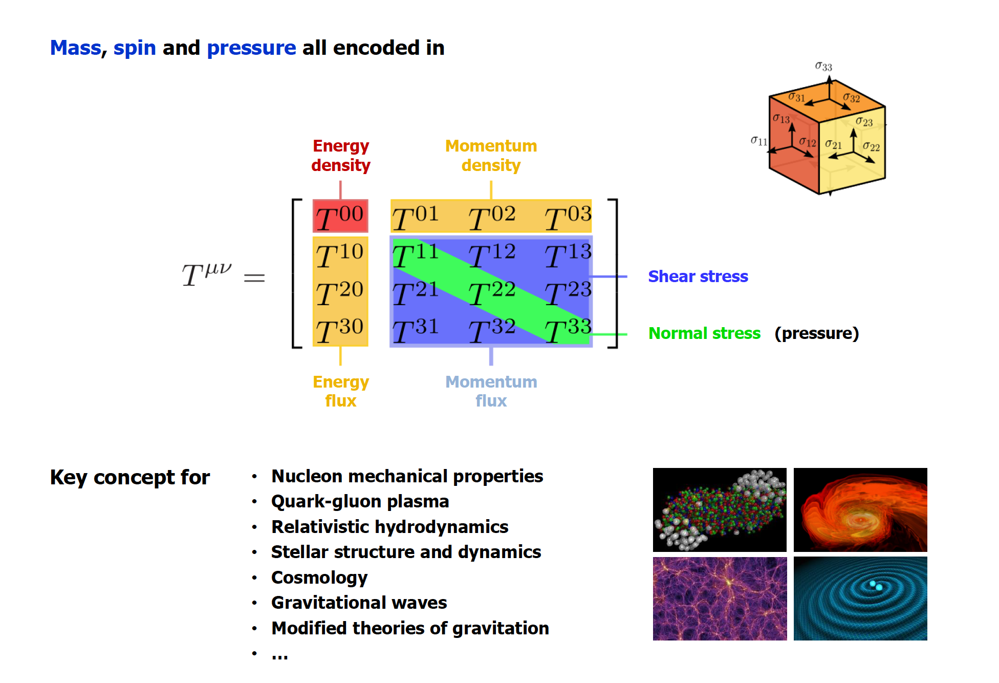 Mass, spin and pressure all encoded in
σ33
σ31 σ32
σ13 σ23
σ11 σ12 σ21 σ22
Energy
density
Momentum
density
T^μν =
T^00 T^01 T^02 T^03
T^10 T^11 T^12 T^13
T^20 T^21 T^22 T^23
T^30 T^31 T^32 T^33
Shear stress
Normal stress (pressure)
Energy
flux
Momentum
flux
Key concept for
• Nucleon mechanical properties
• Quark-gluon plasma
• Relativistic hydrodynamics
• Stellar structure and dynamics
• Cosmology
• Gravitational waves
• Modified theories of gravitation
• ...